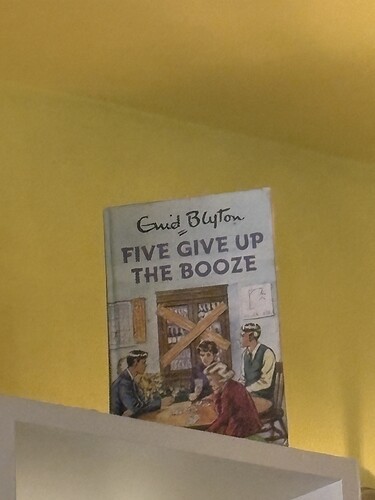 Enid Blyton
FIVE GIVE UP
THE BOOZE